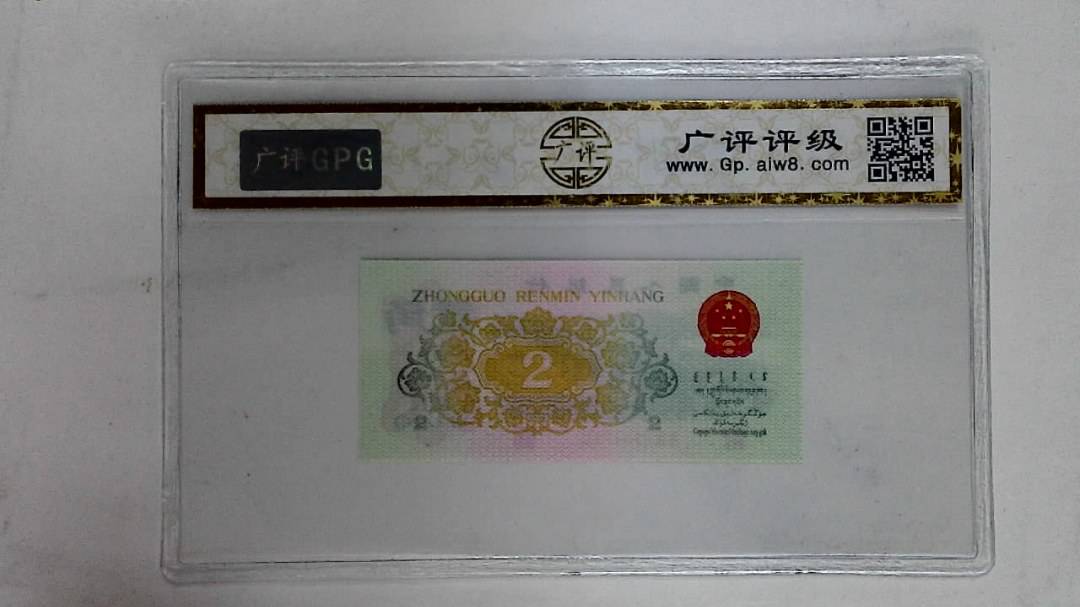 广评GPG
广评
广评评级
www.Gp.aiw8.com
ZHONGGUO RENMIN YINHANG
2
2 2